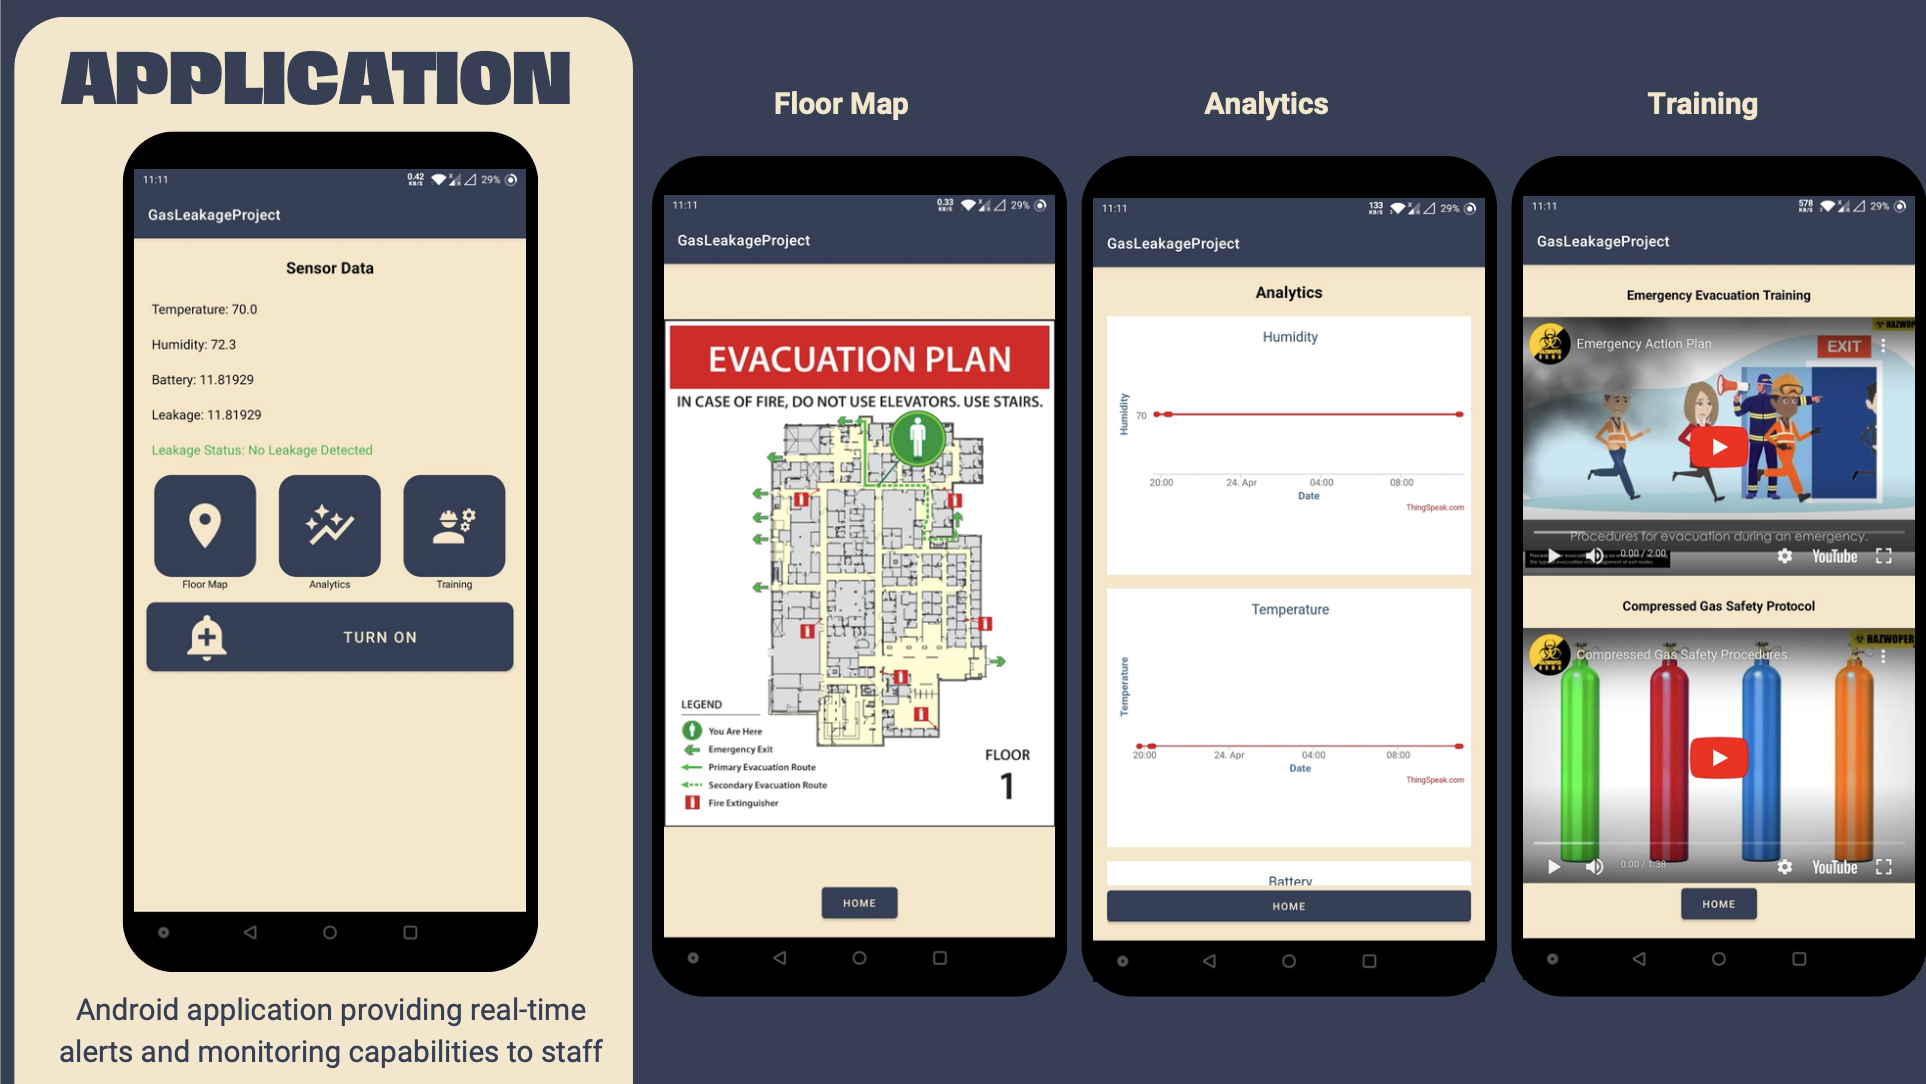 APPLICATION
11:11
0.42
KB/S
29%
GasLeakageProject
Sensor Data
Temperature: 70.0
Humidity: 72.3
Battery: 11.81929
Leakage: 11.81929
Leakage Status: No Leakage Detected
Floor Map
Analytics
Training
TURN ON
Android application providing real-time
alerts and monitoring capabilities to staff
Floor Map
11:11
0.33
KB/S
29%
GasLeakageProject
EVACUATION PLAN
IN CASE OF FIRE, DO NOT USE ELEVATORS. USE STAIRS.
LEGEND
You Are Here
Emergency Exit
Primary Evacuation Route
Secondary Evacuation Route
Fire Extinguisher
FLOOR
1
HOME
Analytics
11:11
133
KB/S
29%
GasLeakageProject
Analytics
Humidity
Humidity
70
20:00
24. Apr
04:00
08:00
Date
ThingSpeak.com
Temperature
Temperature
20:00
24. Apr
04:00
08:00
Date
ThingSpeak.com
Battery
HOME
Training
11:11
578
KB/S
29%
GasLeakageProject
Emergency Evacuation Training
HAZWOP
Emergency Action Plan
EXIT
Procedures for evacuation during an emergency.
0:00 / 2:00
YouTube
Compressed Gas Safety Protocol
HAZWOPER
Compressed Gas Safety Procedures
0:00 / 1:38
YouTube
HOME